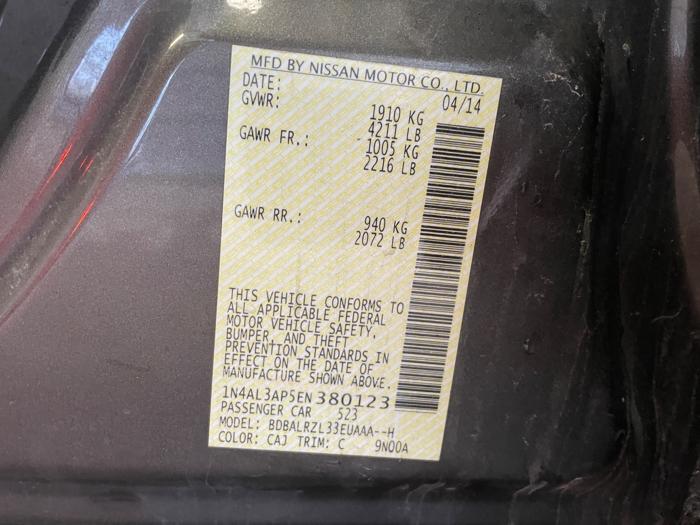 MFD BY NISSAN MOTOR CO., LTD.
DATE: 04/14
GVWR: 1910 KG
4211 LB
GAWR FR.: 1005 KG
2216 LB
GAWR RR.: 940 KG
2072 LB
THIS VEHICLE CONFORMS TO
ALL APPLICABLE FEDERAL
MOTOR VEHICLE SAFETY,
BUMPER, AND THEFT
PREVENTION STANDARDS IN
EFFECT ON THE DATE OF
MANUFACTURE SHOWN ABOVE.
1N4AL3AP5EN380123
PASSENGER CAR 523
MODEL: BDBALRZL33EUAAA--H
COLOR: CAJ TRIM: C 9N00A